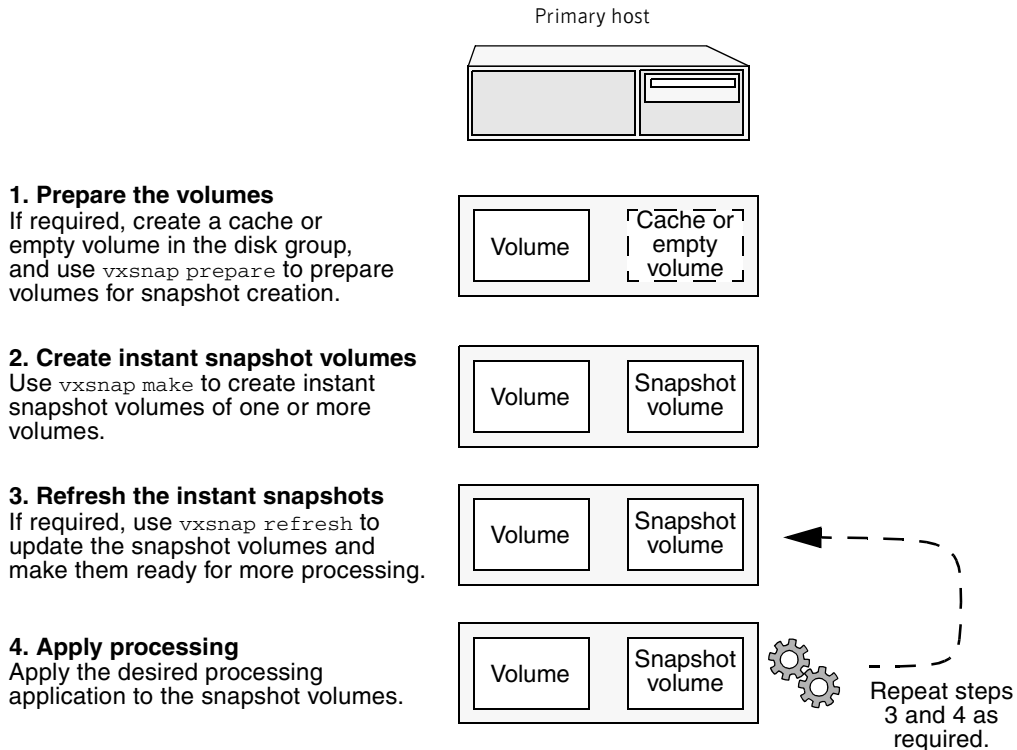 Primary host
1. Prepare the volumes
If required, create a cache or
empty volume in the disk group,
and use vxsnap prepare to prepare
volumes for snapshot creation.
Volume
Cache or
empty
volume
2. Create instant snapshot volumes
Use vxsnap make to create instant
snapshot volumes of one or more
volumes.
Volume
Snapshot
volume
3. Refresh the instant snapshots
If required, use vxsnap refresh to
update the snapshot volumes and
make them ready for more processing.
Volume
Snapshot
volume
4. Apply processing
Apply the desired processing
application to the snapshot volumes.
Volume
Snapshot
volume
Repeat steps
3 and 4 as
required.